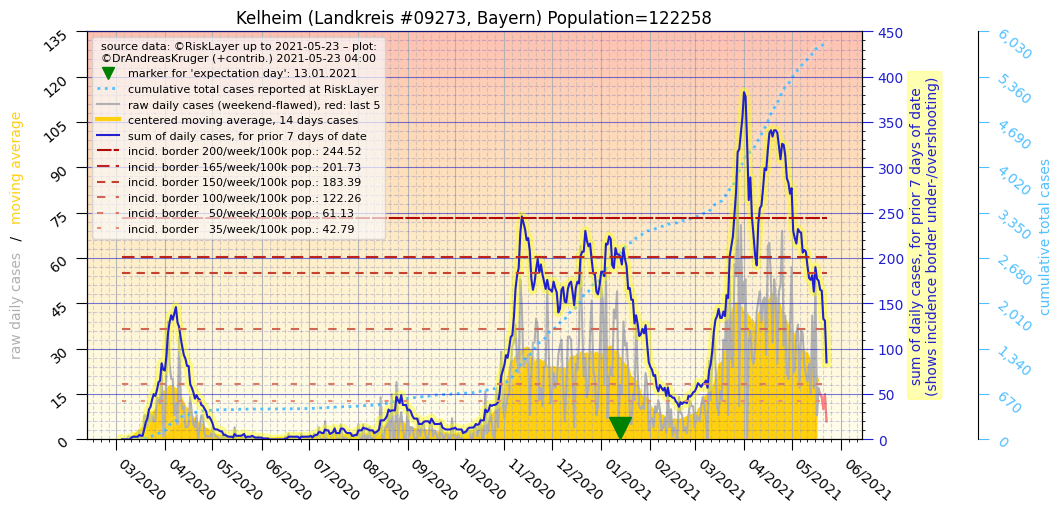 Kelheim (Landkreis #09273, Bayern) Population=122258
source data: ©RiskLayer up to 2021-05-23 – plot:
©DrAndreasKruger (+contrib.) 2021-05-23 04:00
marker for 'expectation day': 13.01.2021
cumulative total cases reported at RiskLayer
raw daily cases (weekend-flawed), red: last 5
centered moving average, 14 days cases
sum of daily cases, for prior 7 days of date
incid. border 200/week/100k pop.: 244.52
incid. border 165/week/100k pop.: 201.73
incid. border 150/week/100k pop.: 183.39
incid. border 100/week/100k pop.: 122.26
incid. border   50/week/100k pop.: 61.13
incid. border   35/week/100k pop.: 42.79
raw daily cases / moving average
135
120
105
90
75
60
45
30
15
0
03/2020
04/2020
05/2020
06/2020
07/2020
08/2020
09/2020
10/2020
11/2020
12/2020
01/2021
02/2021
03/2021
04/2021
05/2021
06/2021
450
400
350
300
250
200
150
100
50
0
sum of daily cases, for prior 7 days of date
(shows incidence border under-/overshooting)
6,030
5,360
4,690
4,020
3,350
2,680
2,010
1,340
670
0
cumulative total cases